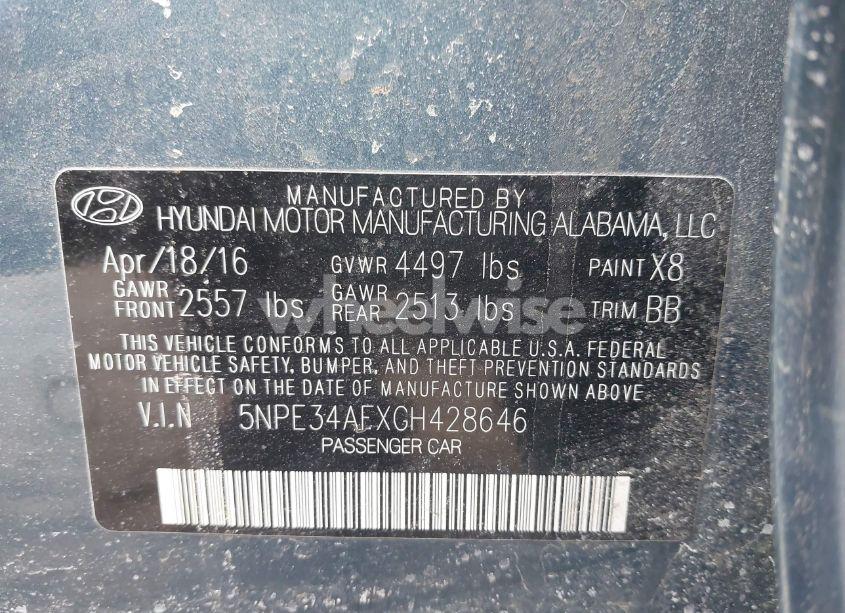 MANUFACTURED BY
HYUNDAI MOTOR MANUFACTURING ALABAMA, LLC
Apr/18/16 GVWR 4497 lbs PAINT X8
GAWR FRONT 2557 lbs GAWR REAR 2513 lbs TRIM BB
wheelwise
THIS VEHICLE CONFORMS TO ALL APPLICABLE U.S.A. FEDERAL
MOTOR VEHICLE SAFETY, BUMPER, AND THEFT PREVENTION STANDARDS
IN EFFECT ON THE DATE OF MANUFACTURE SHOWN ABOVE
V.I.N 5NPE34AFXGH428646
PASSENGER CAR